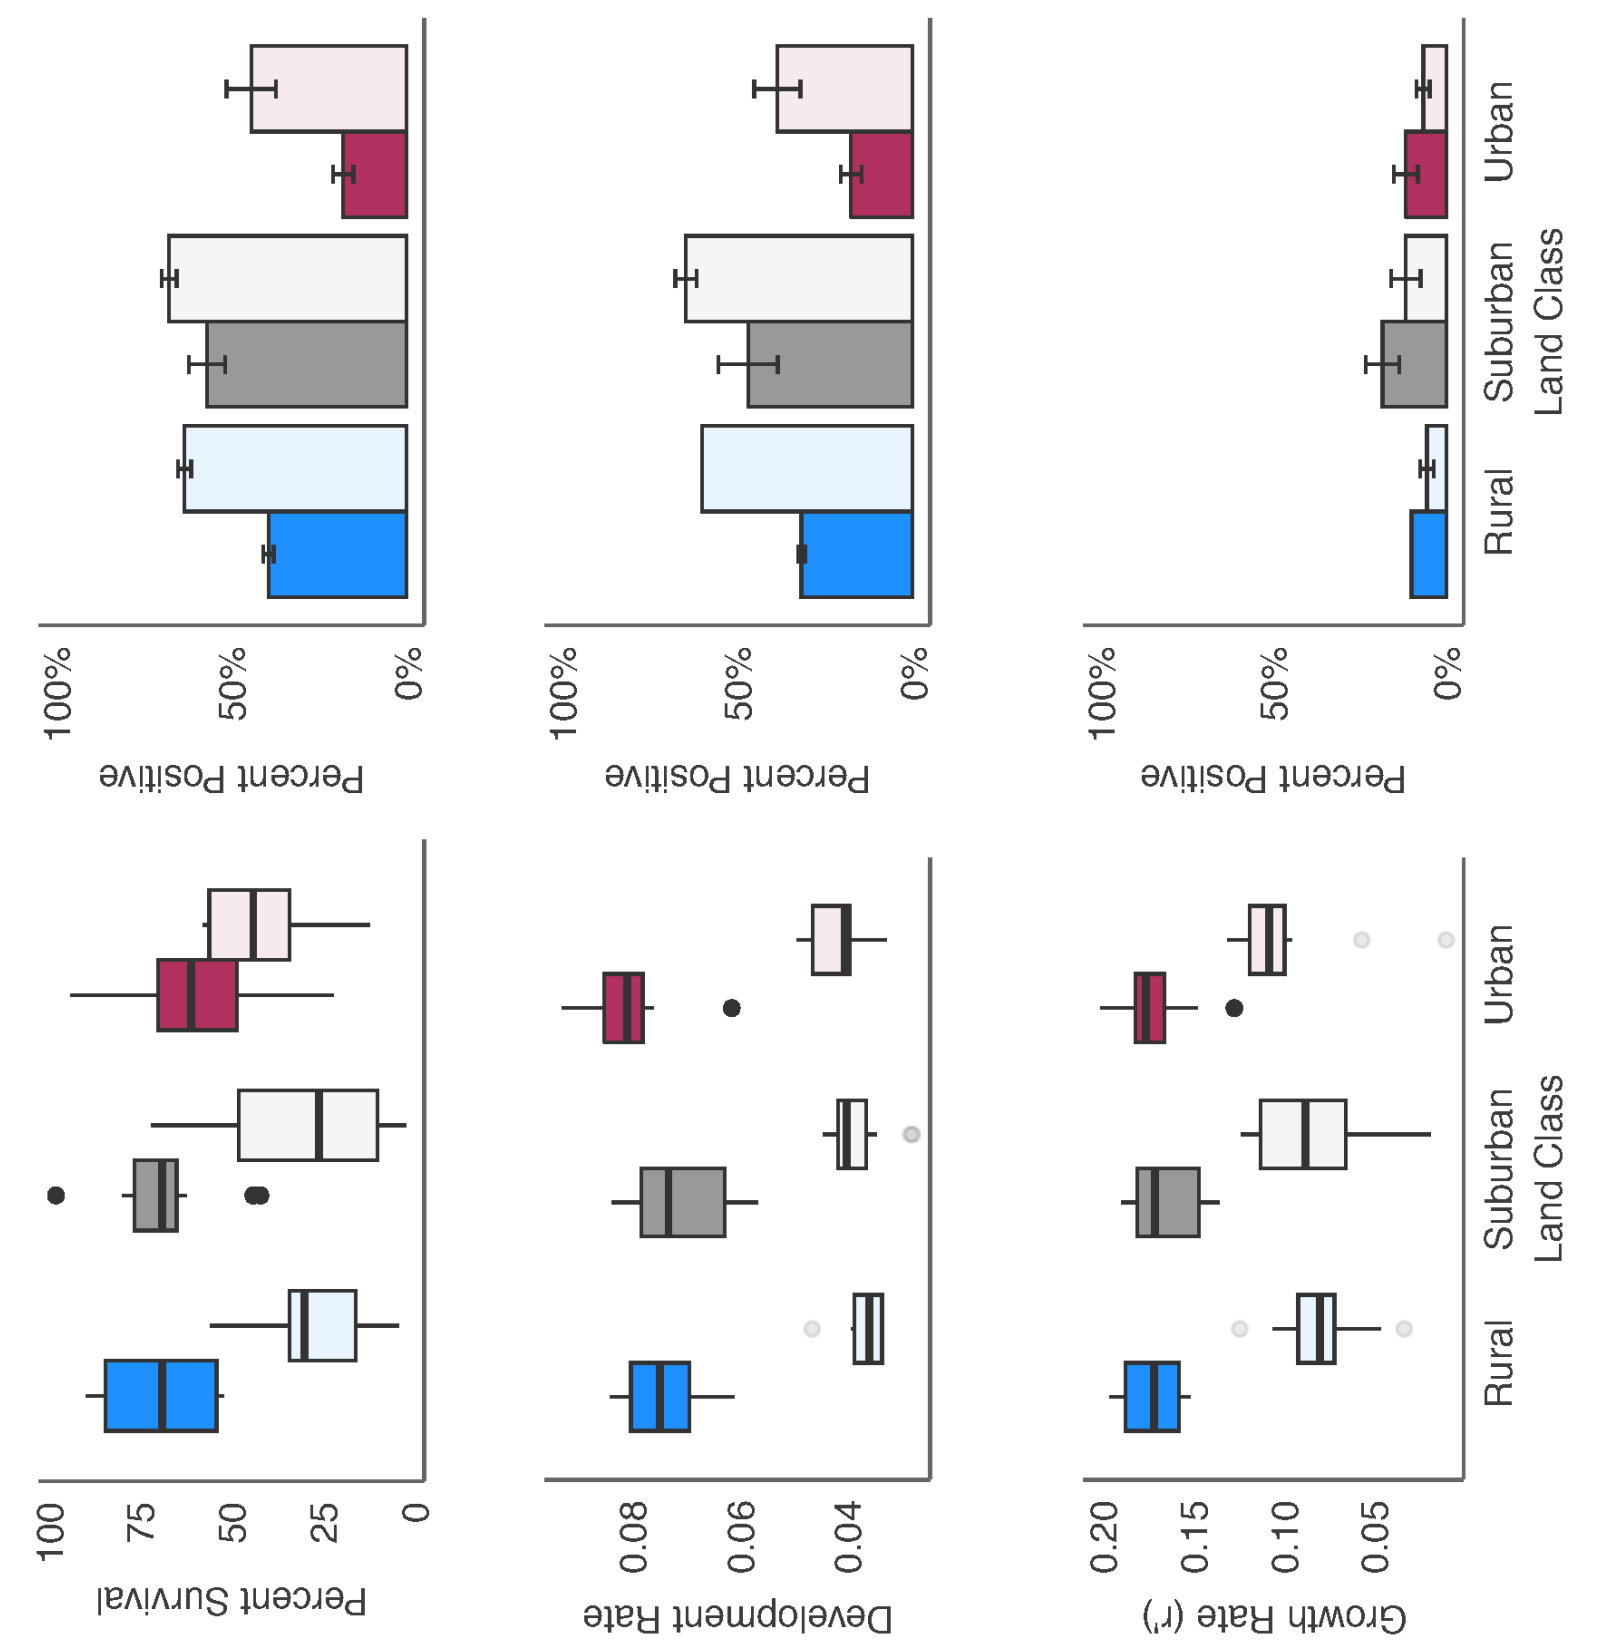 Percent Survival
100
75
50
25
0
Percent Positive
100%
50%
0%
Development Rate
0.08
0.06
0.04
Percent Positive
100%
50%
0%
Growth Rate (r')
0.20
0.15
0.10
0.05
Rural
Suburban
Urban
Land Class
Percent Positive
100%
50%
0%
Rural
Suburban
Urban
Land Class